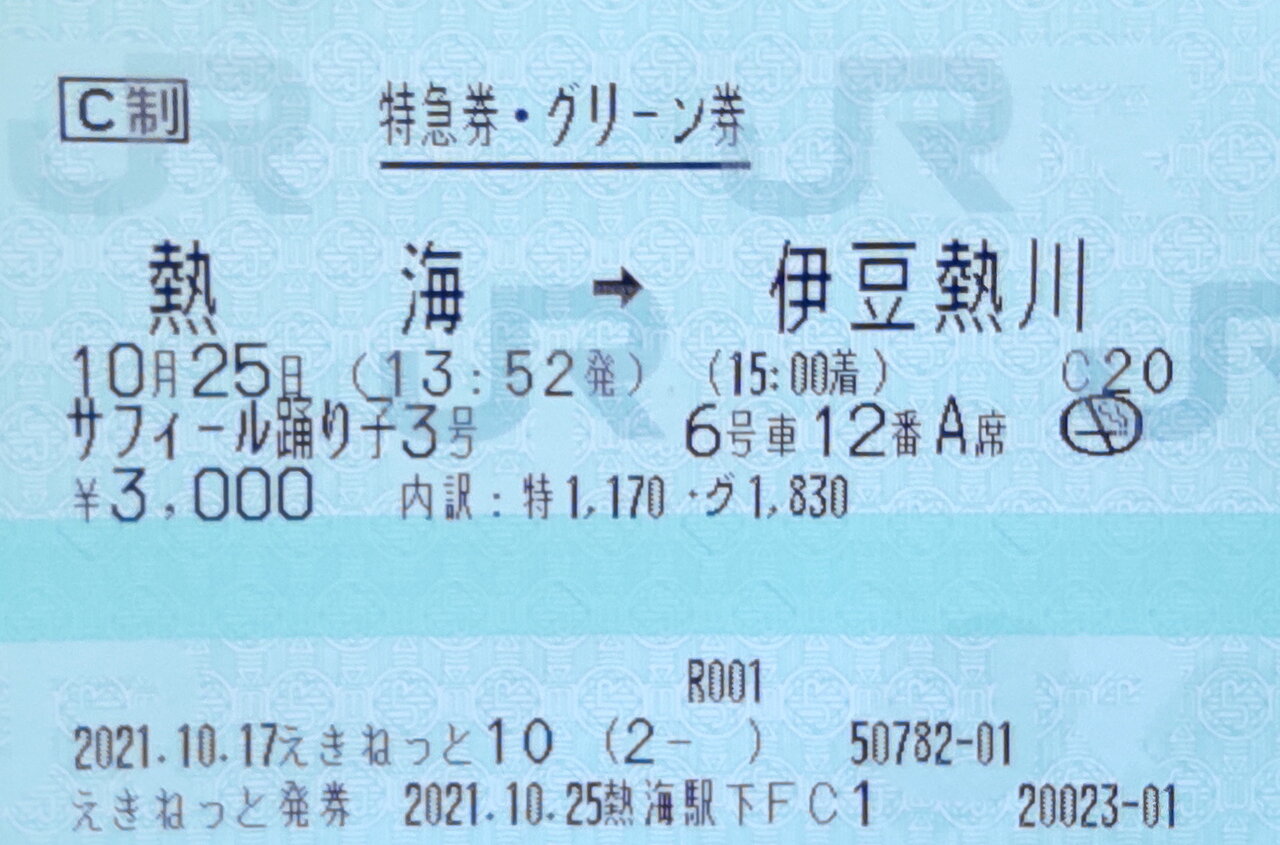 C制 特急券・グリーン券
熱海 → 伊豆熱川
10月25日 (13:52発) (15:00着) C20
サフィール踊り子3号 6号車12番A席
¥3,000 内訳:特1,170・グ1,830
R001
2021.10.17えきねっと10 (2- ) 50782-01
えきねっと発券 2021.10.25熱海駅下FC1 20023-01